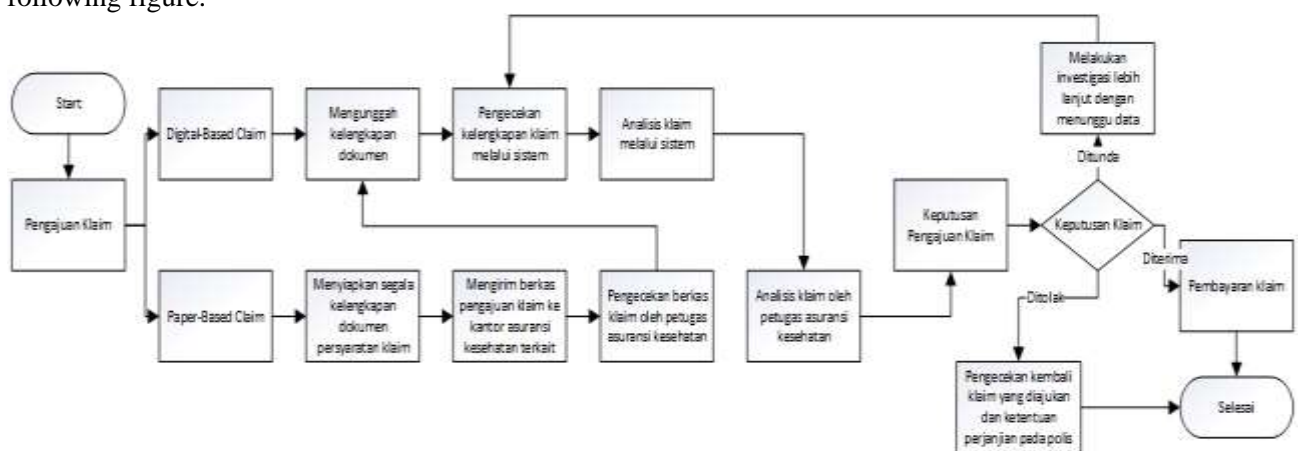 following figure.
Start
Pengajuan Klaim
Digital-Based Claim
Mengunggah
kelengkapan
dokumen
Pengecekan
kelengkapan klaim
melalui sistem
Analisis klaim
melalui sistem
Paper-Based Claim
Menyiapkan segala
kelengkapan
dokumen
persyaratan klaim
Mengirim berkas
pengajuan klaim ke
kantor asuransi
kesehatan terkait
Pengecekan berkas
klaim oleh petugas
asuransi kesehatan
Analisis klaim oleh
petugas asuransi
kesehatan
Keputusan
Pengajuan Klaim
Keputusan Klaim
Ditunda
Melakukan
investigasi lebih
lanjut dengan
menunggu data
Diterima
Pembayaran klaim
Ditolak
Pengecekan kembali
klaim yang diajukan
dan ketentuan
perjanjian pada polis
Selesai